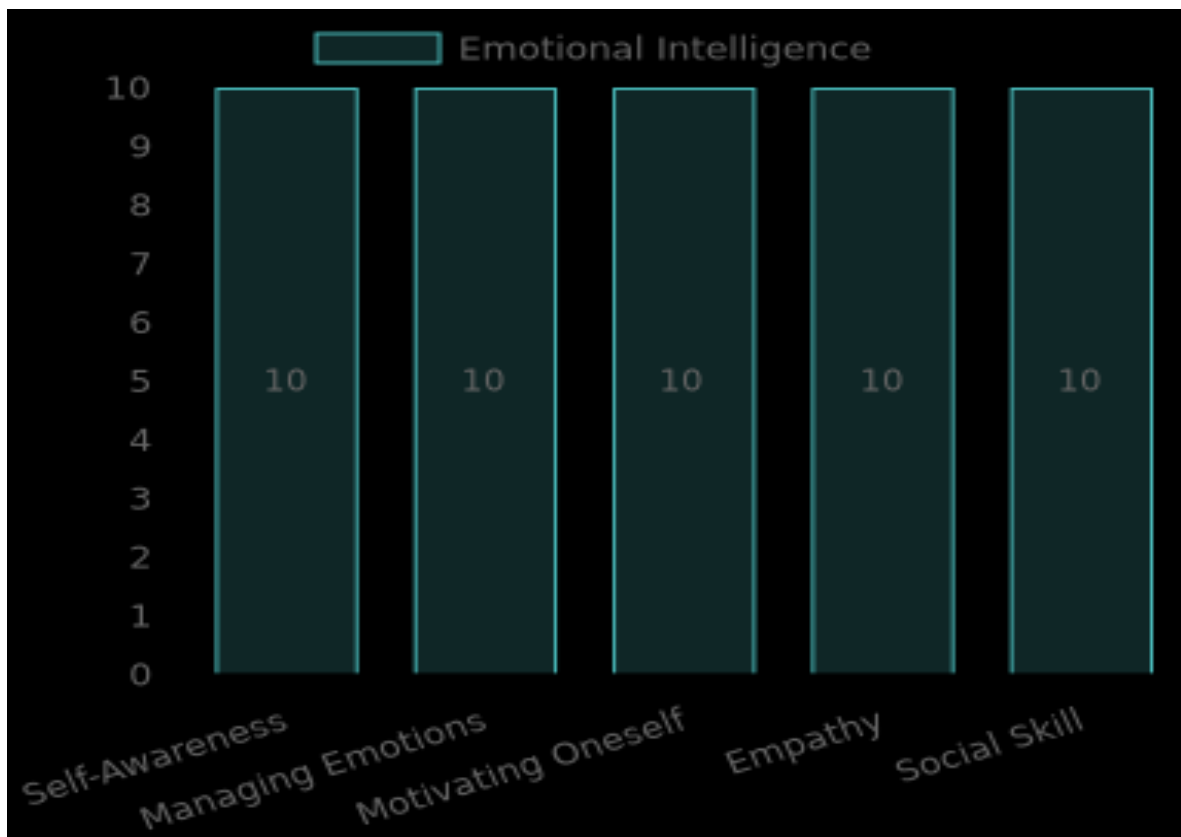 Emotional Intelligence
10
9
8
7
6
5
4
3
2
1
0
10 10 10 10 10
Self-Awareness
Managing Emotions
Motivating Oneself
Empathy
Social Skill